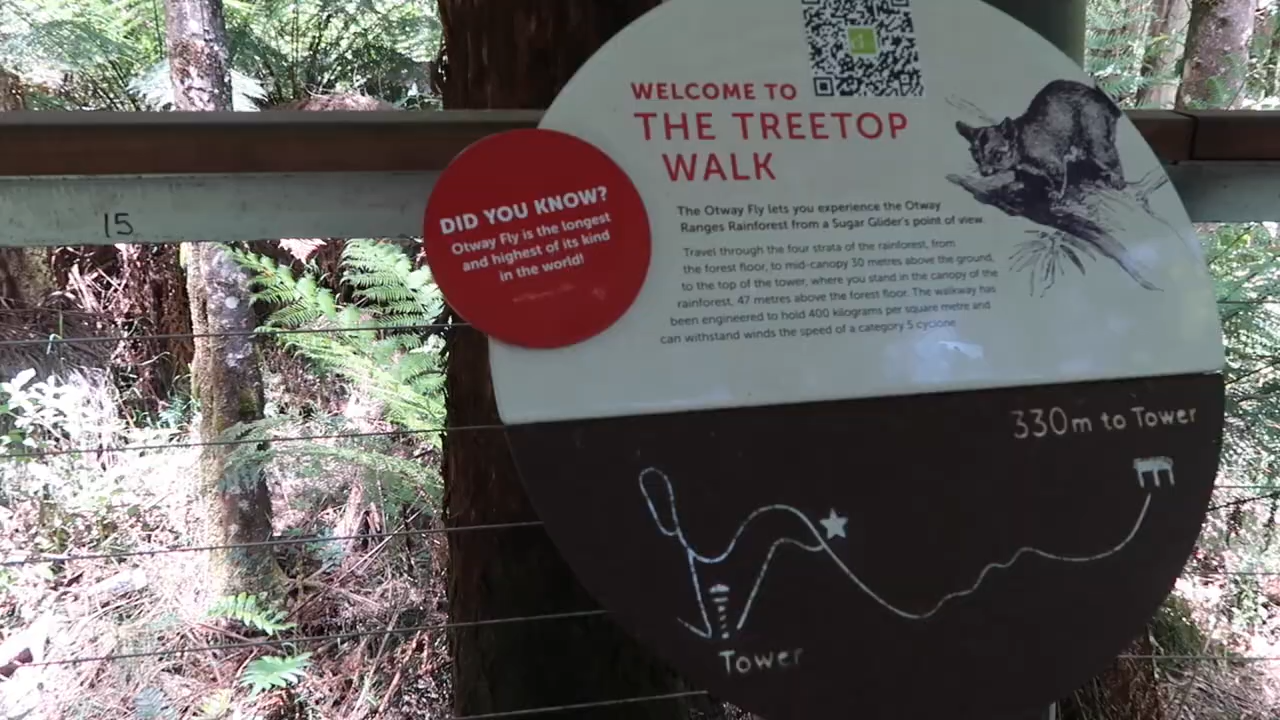 WELCOME TO
THE TREETOP
WALK
15
DID YOU KNOW?
Otway Fly is the longest
and highest of its kind
in the world!
The Otway Fly lets you experience the Otway
Ranges Rainforest from a Sugar Glider's point of view.
Travel through the four strata of the rainforest, from
the forest floor, to mid-canopy 30 metres above the ground,
to the top of the tower, where you stand in the canopy of the
rainforest, 47 metres above the forest floor. The walkway has
been engineered to hold 400 kilograms per square metre and
can withstand winds the speed of a category 5 cyclone
330m to Tower
Tower